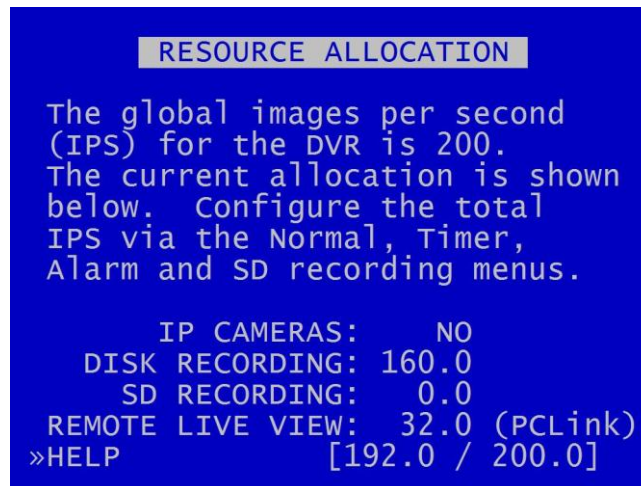 RESOURCE ALLOCATION
The global images per second
(IPS) for the DVR is 200.
The current allocation is shown
below. Configure the total
IPS via the Normal, Timer,
Alarm and SD recording menus.
IP CAMERAS: NO
DISK RECORDING: 160.0
SD RECORDING: 0.0
REMOTE LIVE VIEW: 32.0 (PCLink)
»HELP [192.0 / 200.0]